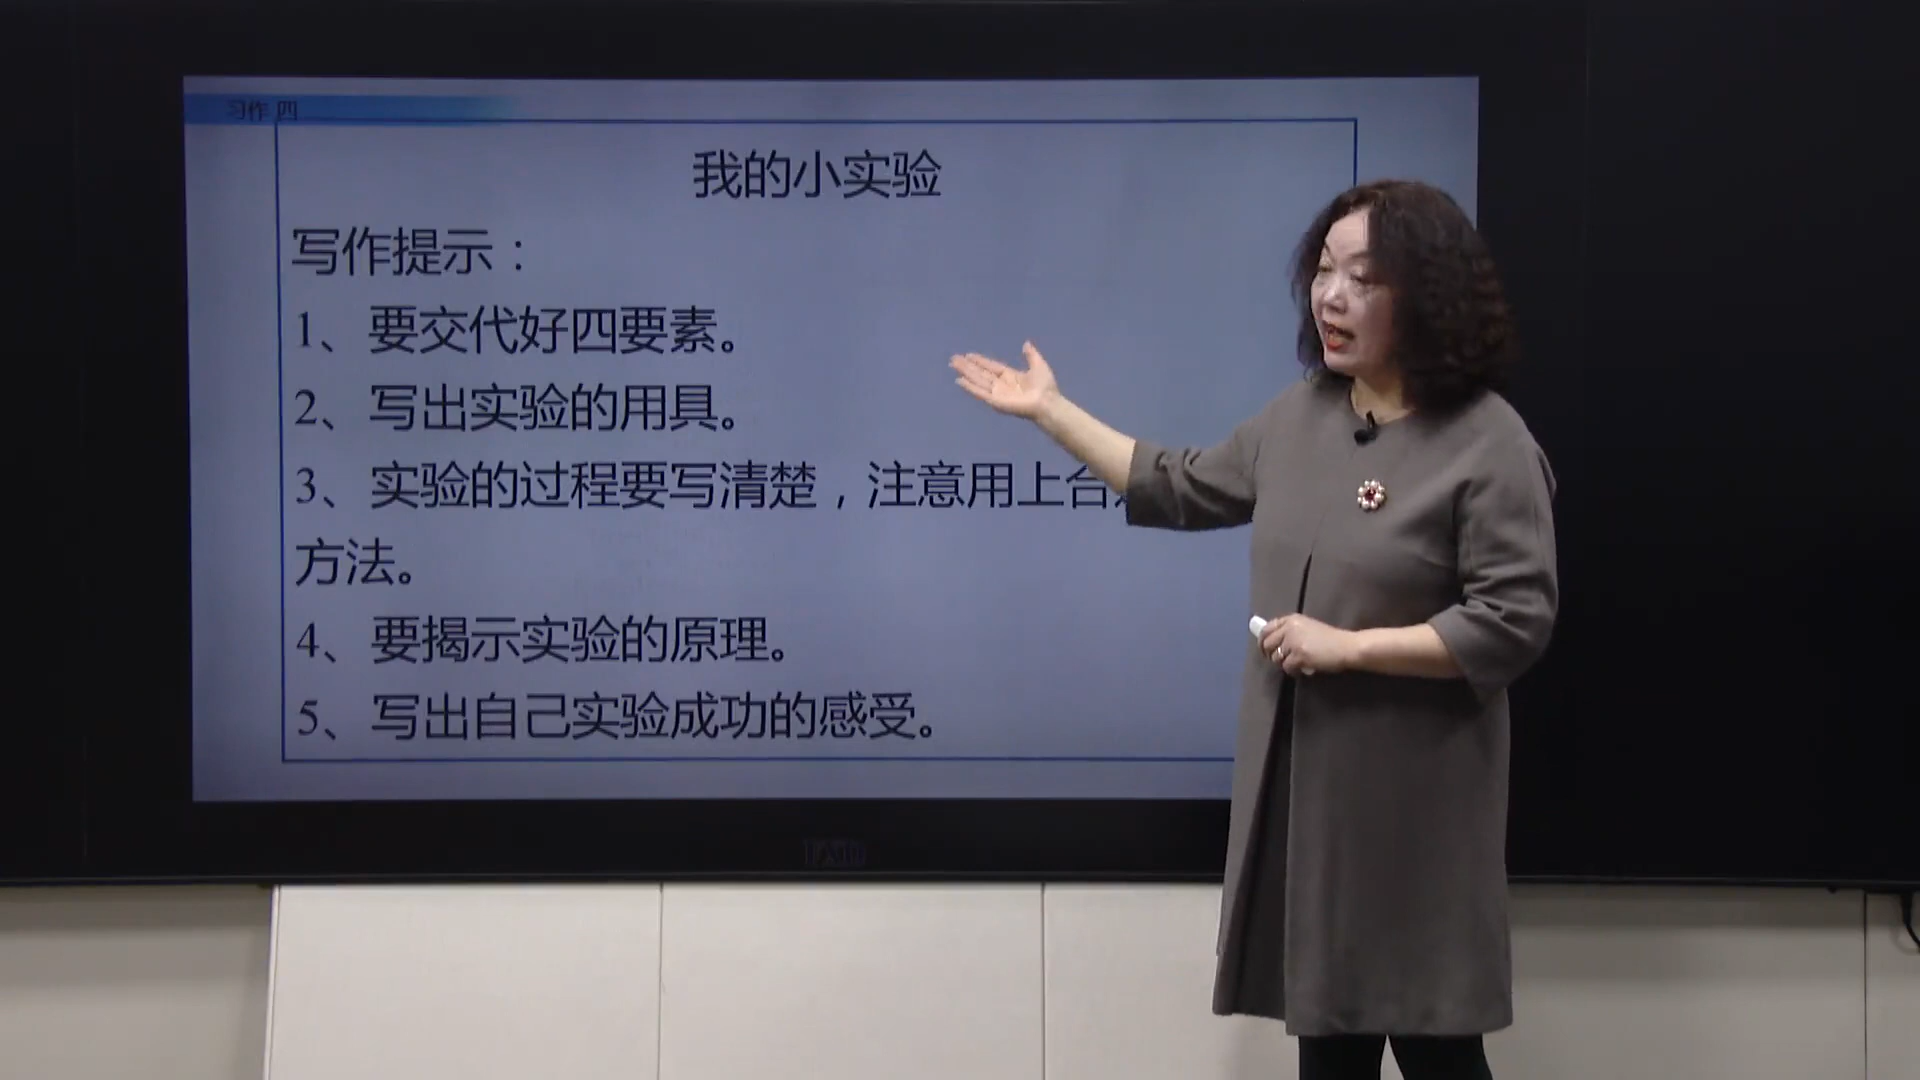 习作 四
我的小实验
写作提示：
1、要交代好四要素。
2、写出实验的用具。
3、实验的过程要写清楚，注意用上合
方法。
4、要揭示实验的原理。
5、写出自己实验成功的感受。